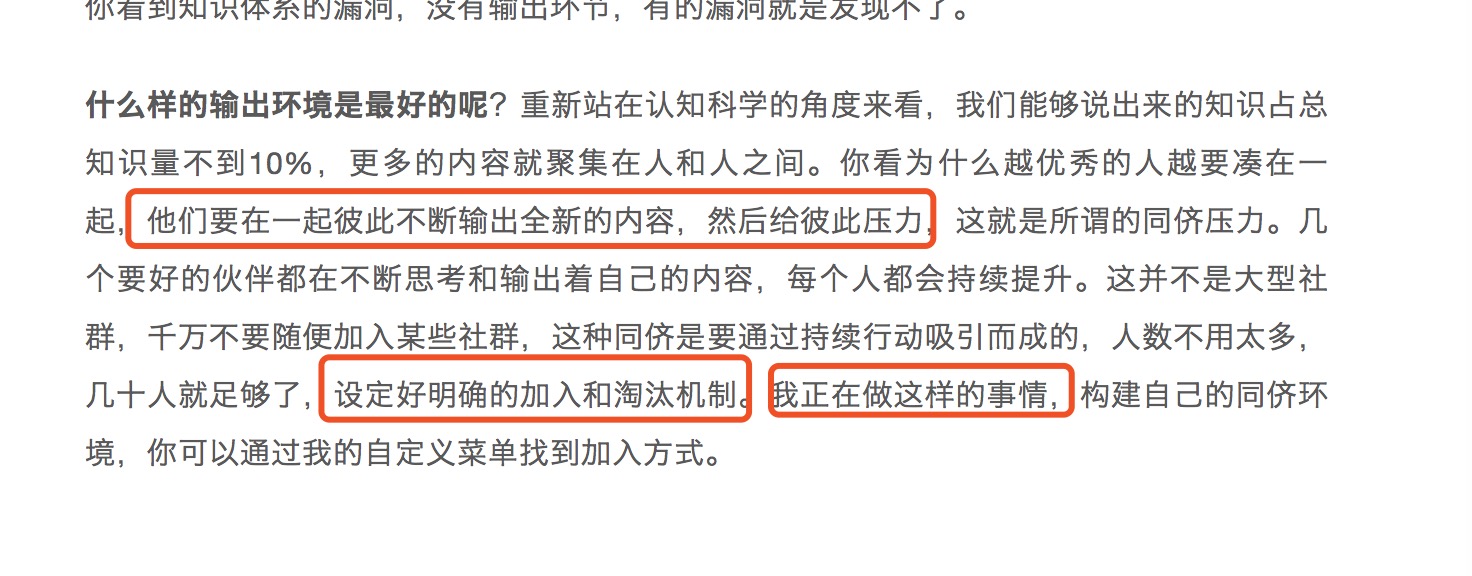 你看到知识体系的漏洞，没有输出环节，有的漏洞就是发现不了。
什么样的输出环境是最好的呢？重新站在认知科学的角度来看，我们能够说出来的知识占总
知识量不到10%，更多的内容就聚集在人和人之间。你看为什么越优秀的人越要凑在一
起，他们要在一起彼此不断输出全新的内容，然后给彼此压力，这就是所谓的同侪压力。几
个要好的伙伴都在不断思考和输出着自己的内容，每个人都会持续提升。这并不是大型社
群，千万不要随便加入某些社群，这种同侪是要通过持续行动吸引而成的，人数不用太多，
几十人就足够了，设定好明确的加入和淘汰机制。我正在做这样的事情，构建自己的同侪环
境，你可以通过我的自定义菜单找到加入方式。